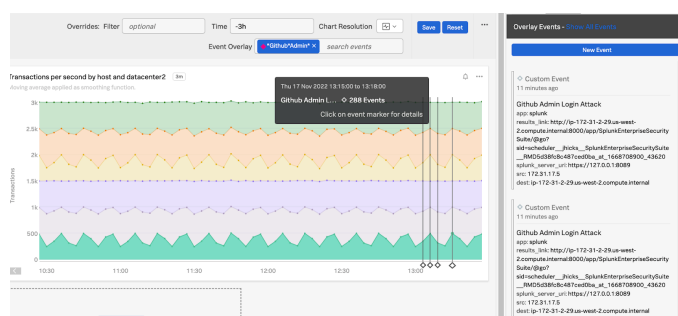 Overrides: Filter optional Time -3h Chart Resolution Save Reset ...
Event Overlay *Github*Admin* × search events
Transactions per second by host and datacenter2 3m ...
Moving average applied as smoothing function.
Thu 17 Nov 2022 13:15:00 to 13:18:00
Github Admin L... ◇ 288 Events
Click on event marker for details
Transactions
3k
2.5k
2k
1.5k
1k
500
0
10:30 11:00 11:30 12:00 12:30 13:00
Overlay Events - Show All Events
New Event
Custom Event
11 minutes ago
Github Admin Login Attack
app: splunk
results_link: http://ip-172-31-2-29.us-west-
2.compute.internal:8000/app/SplunkEnterpriseSecurity
Suite/@go?
sid=scheduler__jhicks__SplunkEnterpriseSecuritySuite
__RMD5d38fc8c487ced0ba_at_1668708900_43620
splunk_server_uri: https://127.0.0.1:8089
src: 172.31.17.5
dest: ip-172-31-2-29.us-west-2.compute.internal
Custom Event
11 minutes ago
Github Admin Login Attack
app: splunk
results_link: http://ip-172-31-2-29.us-west-
2.compute.internal:8000/app/SplunkEnterpriseSecurity
Suite/@go?
sid=scheduler__jhicks__SplunkEnterpriseSecuritySuite
__RMD5d38fc8c487ced0ba_at_1668708900_43620
splunk_server_uri: https://127.0.0.1:8089
src: 172.31.17.5
dest: ip-172-31-2-29.us-west-2.compute.internal